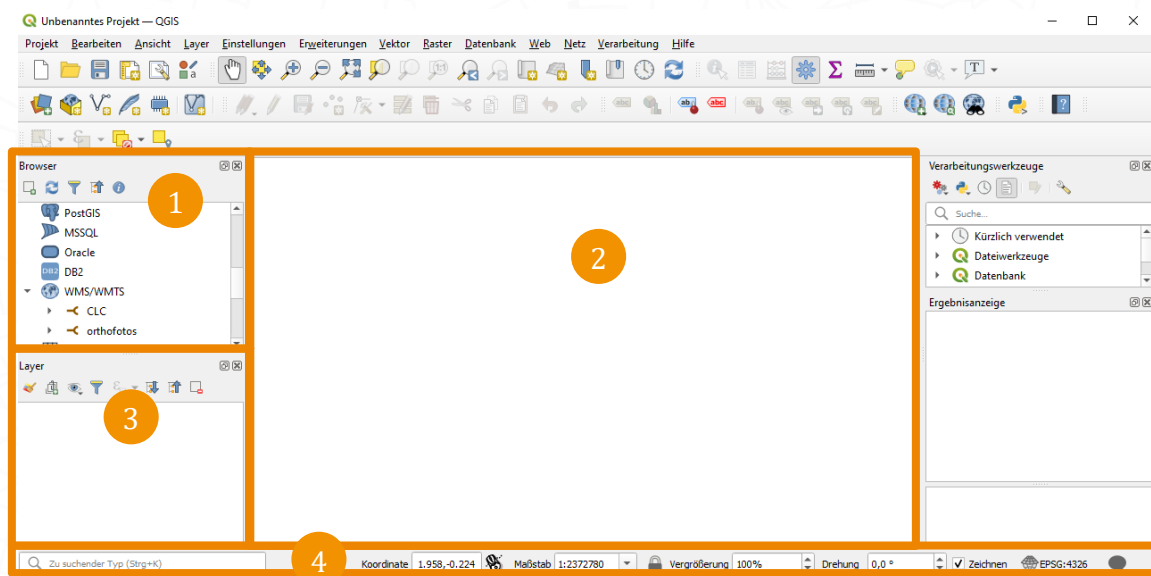 Unbenanntes Projekt — QGIS
Projekt Bearbeiten Ansicht Layer Einstellungen Erweiterungen Vektor Raster Datenbank Web Netz Verarbeitung Hilfe
Browser
1
PostGIS
MSSQL
Oracle
DB2 DB2
WMS/WMTS
CLC
orthofotos
Layer
3
2
Verarbeitungswerkzeuge
Suche...
Kürzlich verwendet
Dateiwerkzeuge
Datenbank
Ergebnisanzeige
Zu suchender Typ (Strg+K) 4 Koordinate 1.958,-0.224 Maßstab 1:2372780 Vergrößerung 100% Drehung 0,0 ° Zeichnen EPSG:4326